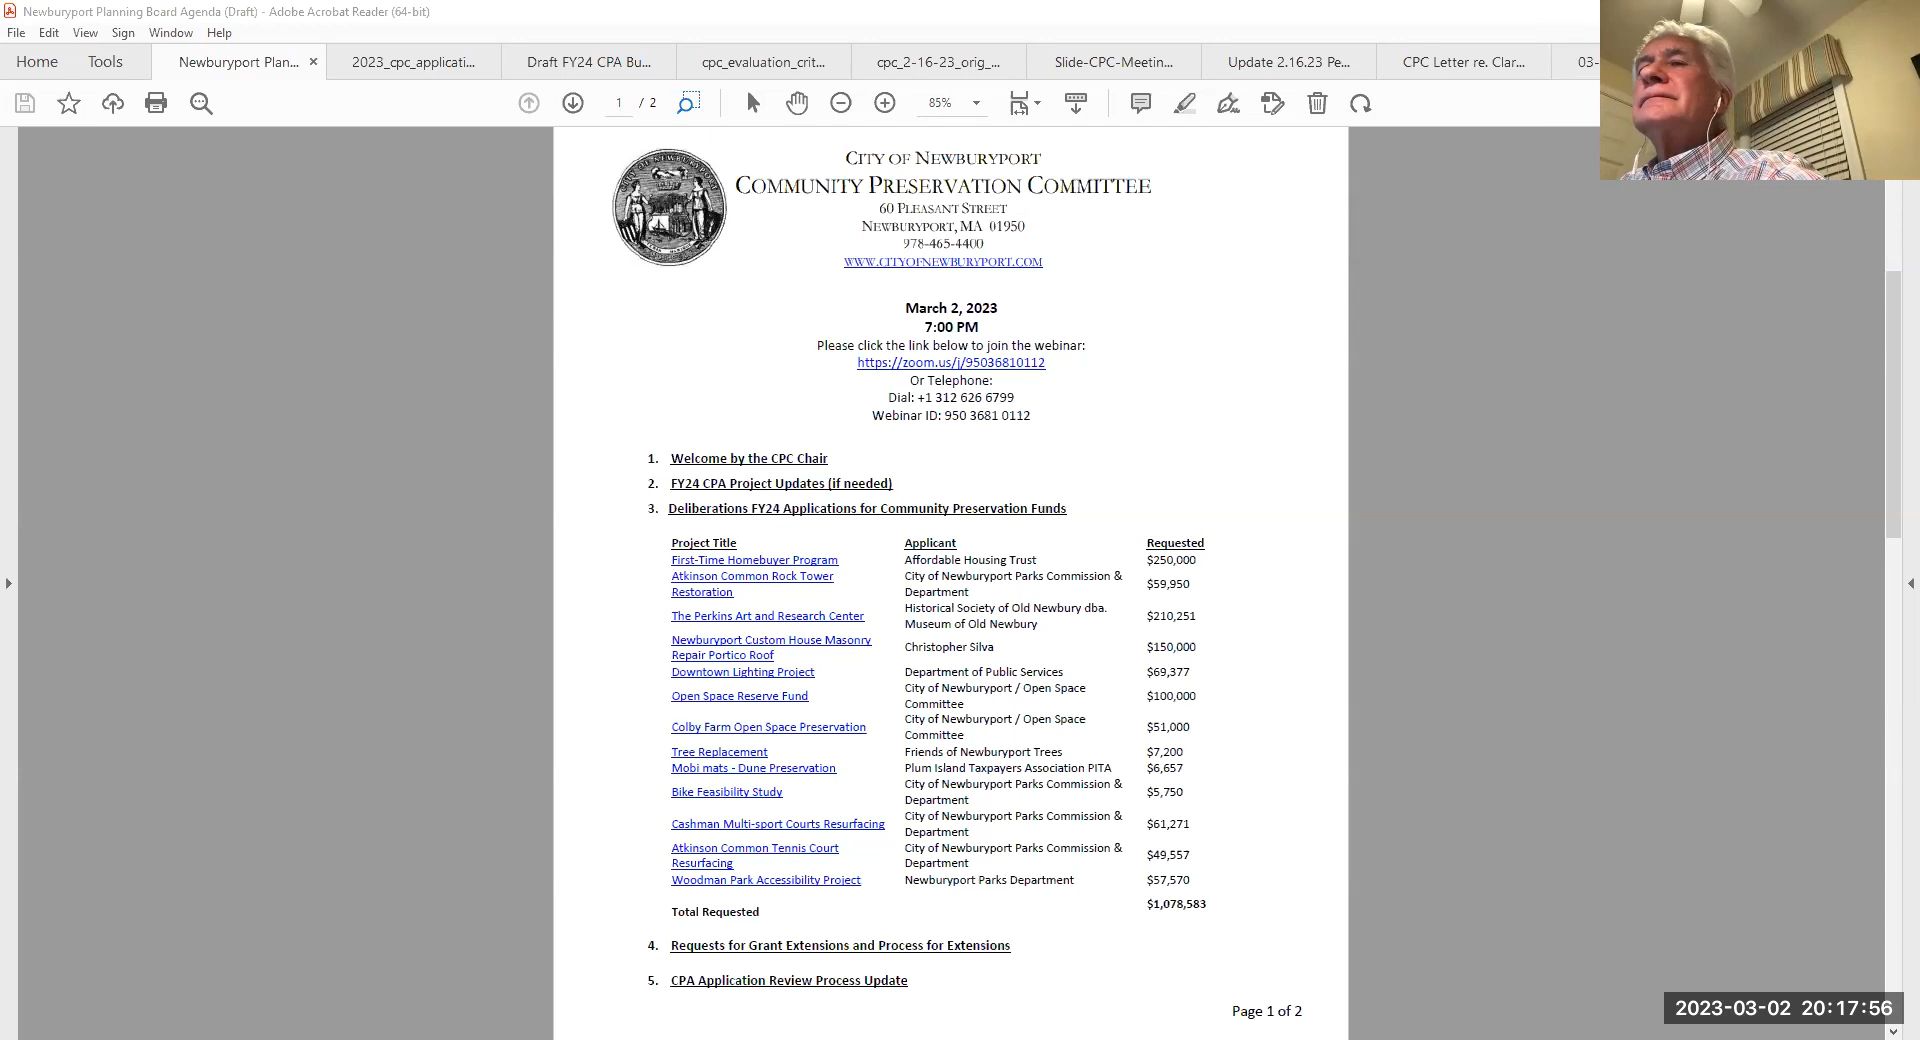 Newburyport Planning Board Agenda (Draft) - Adobe Acrobat Reader (64-bit)
File Edit View Sign Window Help
Home Tools Newburyport Plan... × 2023_cpc_applicati... Draft FY24 CPA Bu... cpc_evaluation_crit... cpc_2-16-23_orig_... Slide-CPC-Meetin... Update 2.16.23 Pe... CPC Letter re. Clar... 03-
1 / 2 85%
CITY OF NEWBURYPORT
COMMUNITY PRESERVATION COMMITTEE
60 PLEASANT STREET
NEWBURYPORT, MA 01950
978-465-4400
WWW.CITYOFNEWBURYPORT.COM
March 2, 2023
7:00 PM
Please click the link below to join the webinar:
https://zoom.us/j/95036810112
Or Telephone:
Dial: +1 312 626 6799
Webinar ID: 950 3681 0112
1. Welcome by the CPC Chair
2. FY24 CPA Project Updates (if needed)
3. Deliberations FY24 Applications for Community Preservation Funds
Project Title Applicant Requested
First-Time Homebuyer Program Affordable Housing Trust $250,000
Atkinson Common Rock Tower
Restoration
City of Newburyport Parks Commission &
Department
$59,950
The Perkins Art and Research Center
Historical Society of Old Newbury dba.
Museum of Old Newbury
$210,251
Newburyport Custom House Masonry
Repair Portico Roof
Christopher Silva $150,000
Downtown Lighting Project Department of Public Services $69,377
Open Space Reserve Fund
City of Newburyport / Open Space
Committee
$100,000
Colby Farm Open Space Preservation
City of Newburyport / Open Space
Committee
$51,000
Tree Replacement Friends of Newburyport Trees $7,200
Mobi mats - Dune Preservation Plum Island Taxpayers Association PITA $6,657
Bike Feasibility Study
City of Newburyport Parks Commission &
Department
$5,750
Cashman Multi-sport Courts Resurfacing
City of Newburyport Parks Commission &
Department
$61,271
Atkinson Common Tennis Court
Resurfacing
City of Newburyport Parks Commission &
Department
$49,557
Woodman Park Accessibility Project Newburyport Parks Department $57,570
Total Requested $1,078,583
4. Requests for Grant Extensions and Process for Extensions
5. CPA Application Review Process Update
Page 1 of 2
2023-03-02 20:17:56